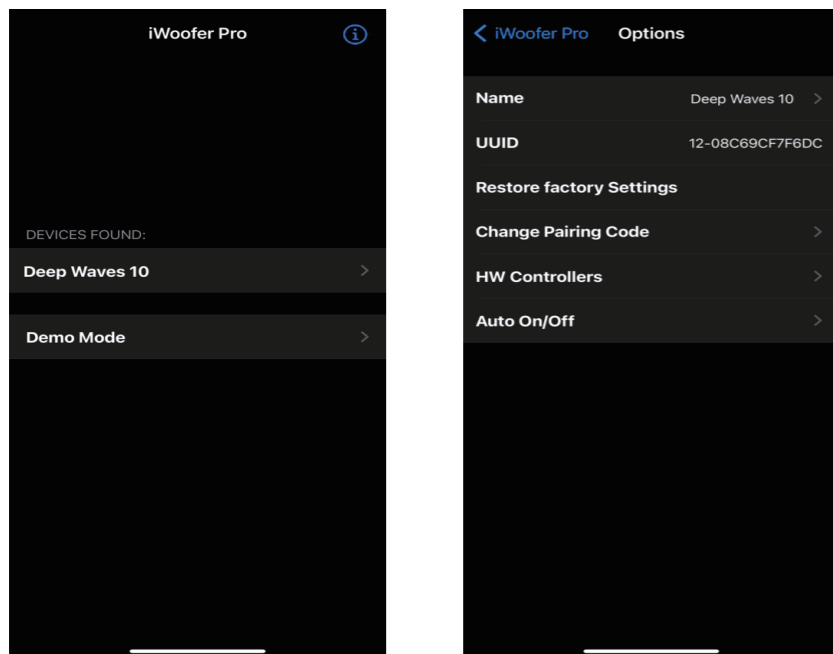 iWoofer Pro
DEVICES FOUND:
Deep Waves 10
Demo Mode
iWoofer Pro Options
Name Deep Waves 10
UUID 12-08C69CF7F6DC
Restore factory Settings
Change Pairing Code
HW Controllers
Auto On/Off